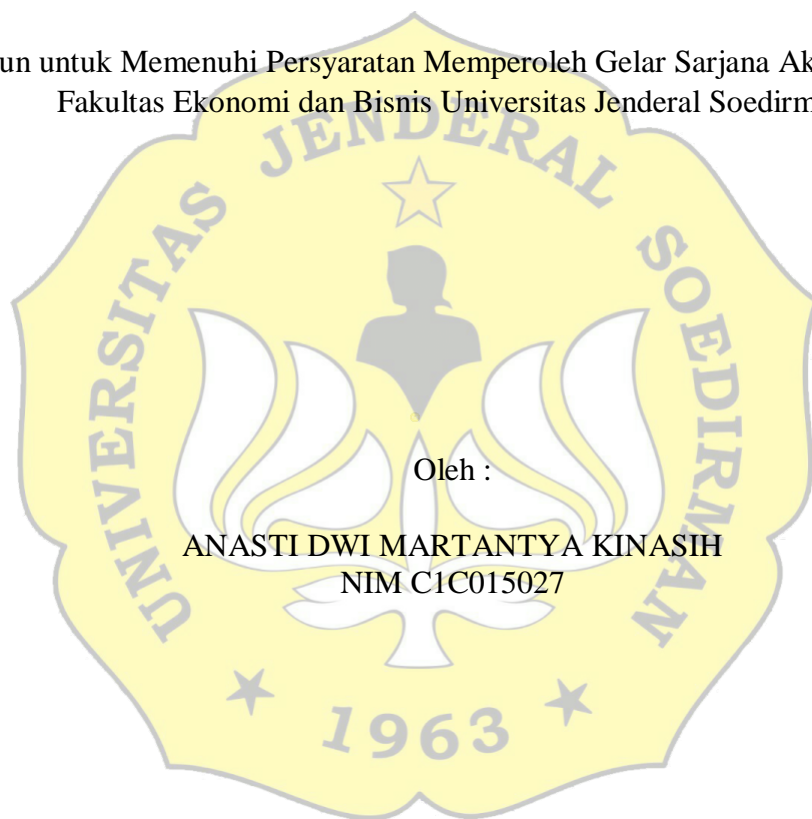 un untuk Memenuhi Persyaratan Memperoleh Gelar Sarjana Ak
Fakultas Ekonomi dan Bisnis Universitas Jenderal Soedirm
UNIVERSITAS JENDERAL SOEDIRMAN
Oleh :
ANASTI DWI MARTANTYA KINASIH
NIM C1C015027
1963